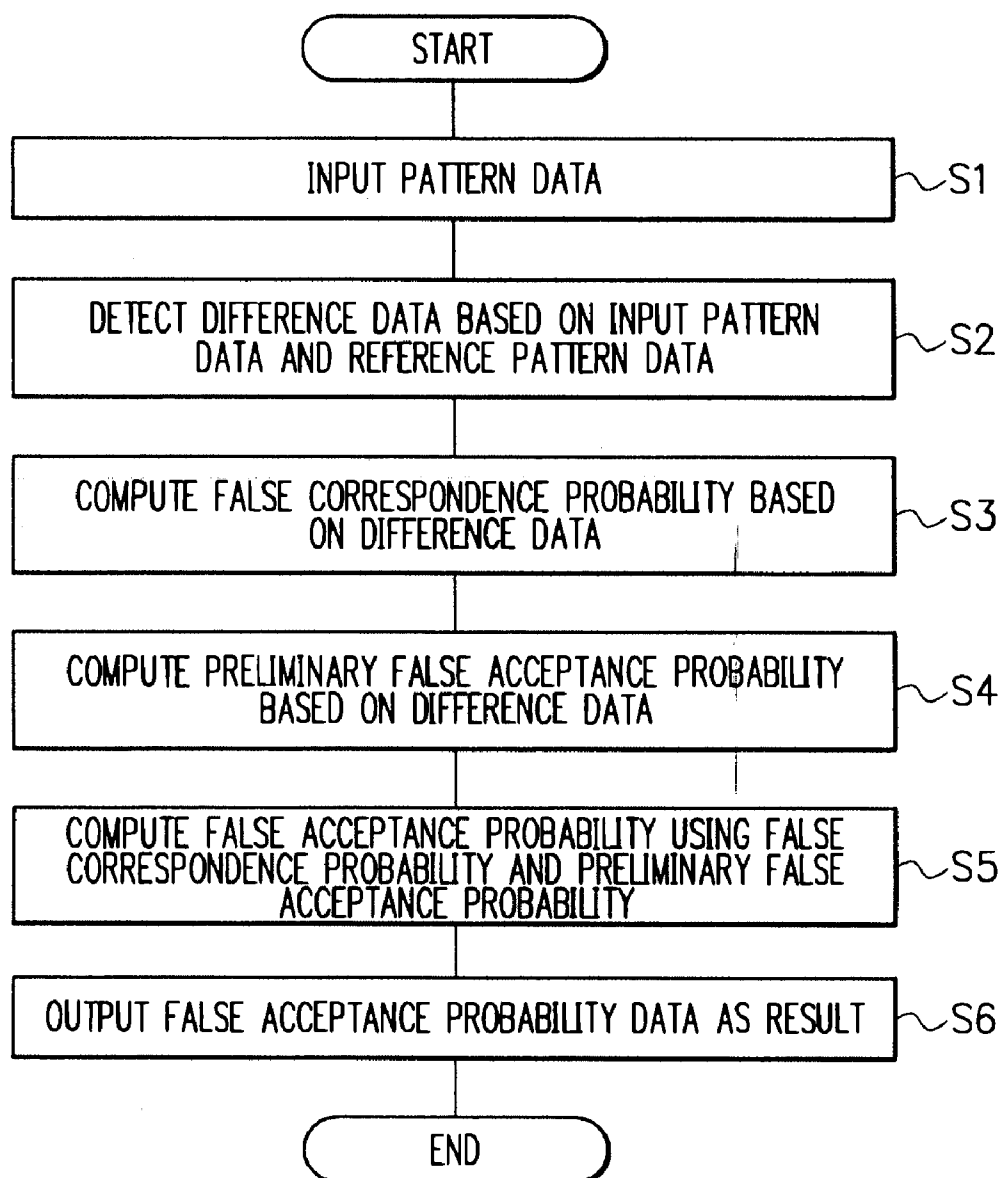 START
INPUT PATTERN DATA
S1
DETECT DIFFERENCE DATA BASED ON INPUT PATTERN
DATA AND REFERENCE PATTERN DATA
S2
COMPUTE FALSE CORRESPONDENCE PROBABILITY BASED
ON DIFFERENCE DATA
S3
COMPUTE PRELIMINARY FALSE ACCEPTANCE PROBABILITY
BASED ON DIFFERENCE DATA
S4
COMPUTE FALSE ACCEPTANCE PROBABILITY USING FALSE
CORRESPONDENCE PROBABILITY AND PRELIMINARY FALSE
ACCEPTANCE PROBABILITY
S5
OUTPUT FALSE ACCEPTANCE PROBABILITY DATA AS RESULT
S6
END